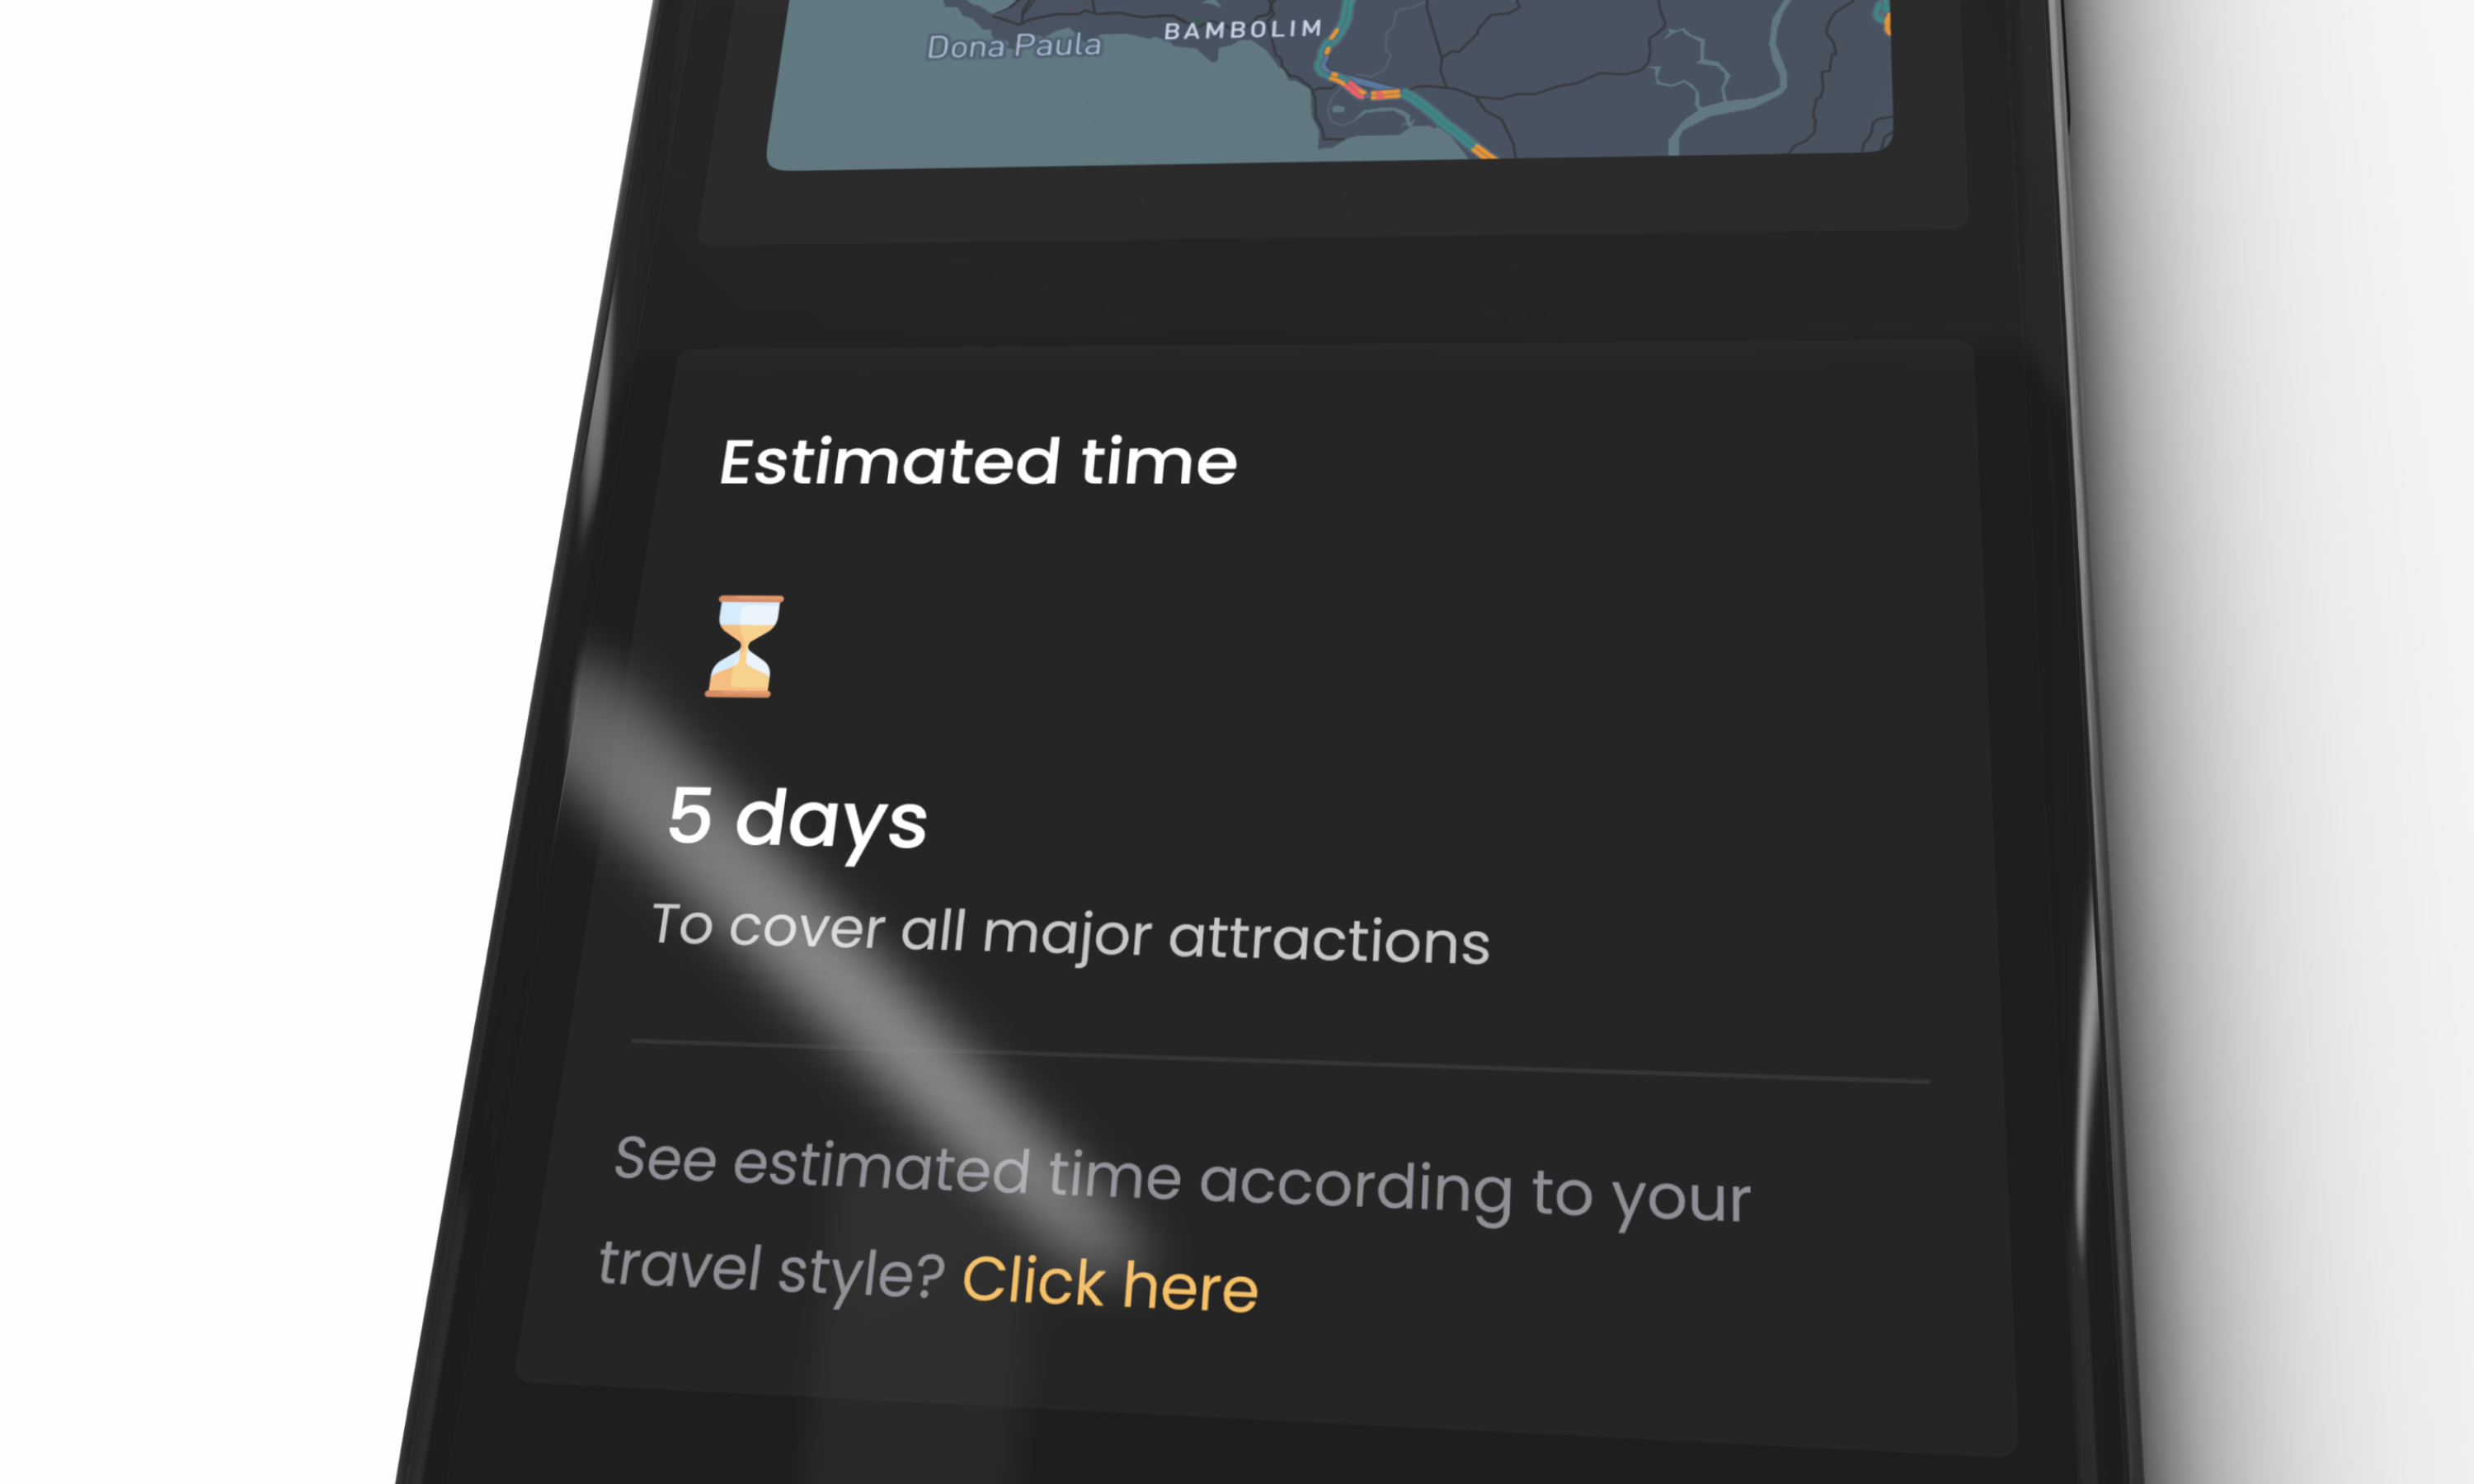 BAMBOLIM
Dona Paula
Estimated time
5 days
To cover all major attractions
See estimated time according to your
travel style? Click here